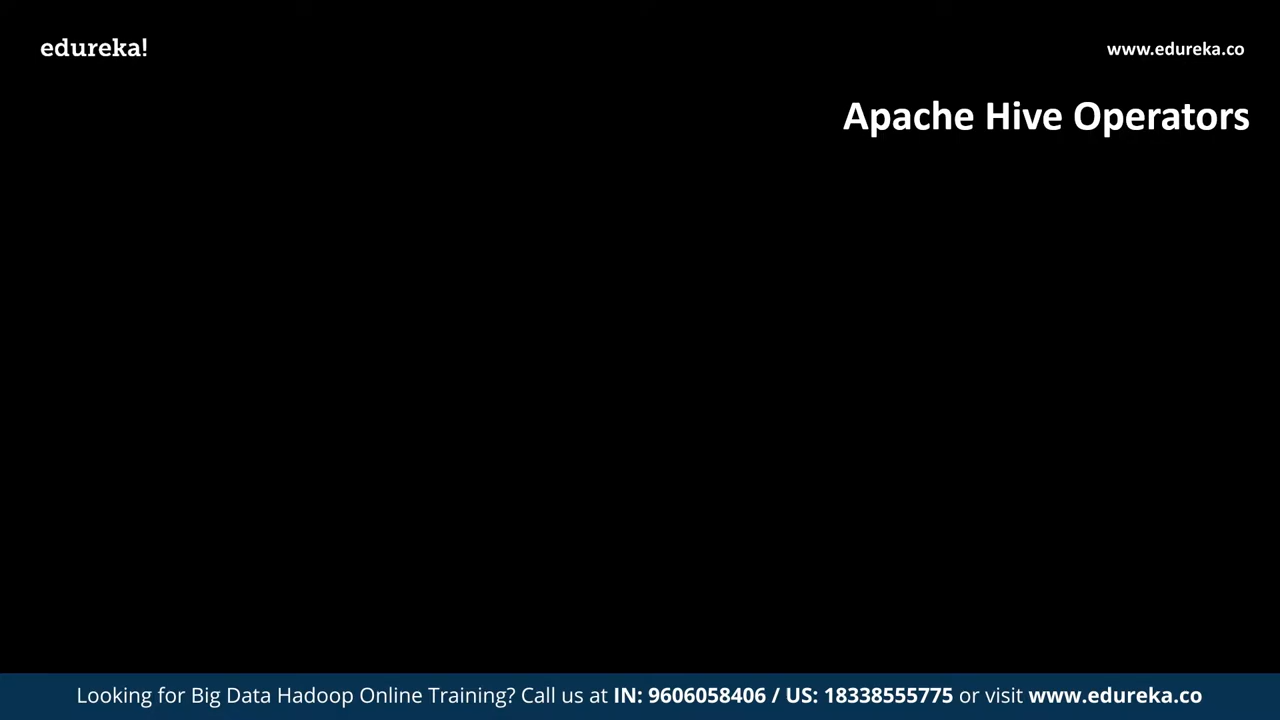 edureka!
www.edureka.co
Apache Hive Operators
Looking for Big Data Hadoop Online Training? Call us at IN: 9606058406 / US: 18338555775 or visit www.edureka.co